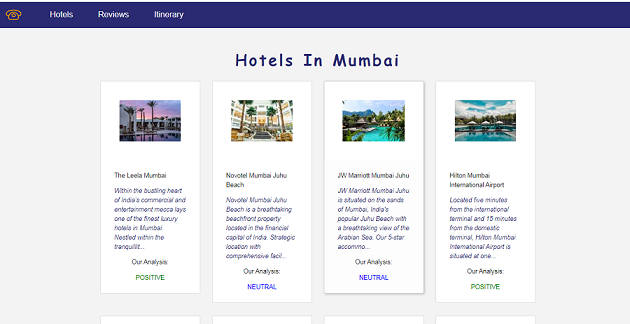 Hotels Reviews Itinerary
Hotels In Mumbai
The Leela Mumbai
Within the bustling heart
of India's commercial and
entertainment mecca lays
one of the finest luxury
hotels in Mumbai.
Nestled within the
tranquilit...
Our Analysis:
POSITIVE
Novotel Mumbai Juhu
Beach
Novotel Mumbai Juhu
Beach is a breathtaking
beachfront property
located in the financial
capital of India. Strategic
location with
comprehensive facil...
Our Analysis:
NEUTRAL
JW Marriott Mumbai Juhu
JW Marriott Mumbai Juhu
is situated on the sands
of Mumbai, India's
popular Juhu Beach with
a breathtaking view of the
Arabian Sea. Our 5-star
accommo...
Our Analysis:
NEUTRAL
Hilton Mumbai
International Airport
Located five minutes
from the international
terminal and 15 minutes
from the domestic
terminal, Hilton Mumbai
International Airport is
situated at one...
Our Analysis:
POSITIVE